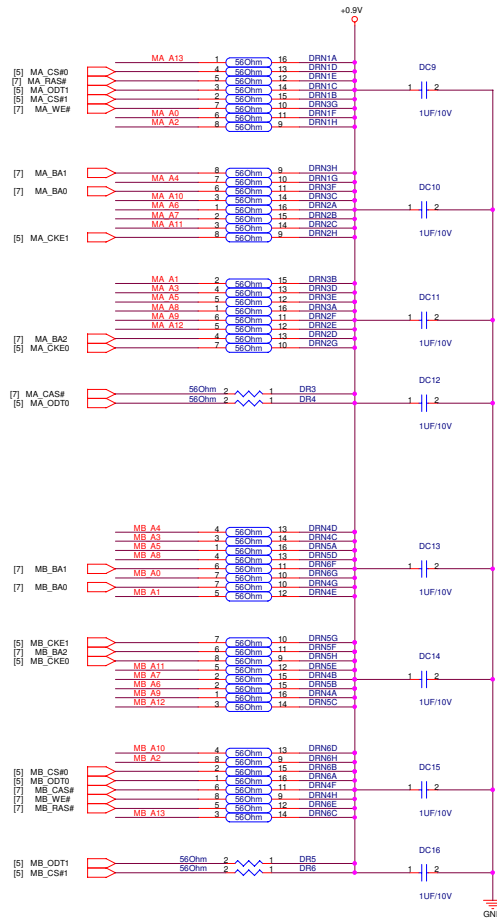 +0.9V
MA_A13 1 56Ohm 16 DRN1A
[5] MA_CS#0 4 56Ohm 13 DRN1D
[7] MA_RAS# 5 56Ohm 12 DRN1E
[5] MA_ODT1 3 56Ohm 14 DRN1C
[5] MA_CS#1 2 56Ohm 15 DRN1B
[7] MA_WE# 7 56Ohm 10 DRN3G
MA_A0 6 56Ohm 11 DRN1F
MA_A2 8 56Ohm 9 DRN1H
DC9
1 2
1UF/10V
[7] MA_BA1 8 56Ohm 9 DRN3H
MA_A4 7 56Ohm 10 DRN1G
[7] MA_BA0 6 56Ohm 11 DRN3F
MA_A10 3 56Ohm 14 DRN3C
MA_A6 1 56Ohm 16 DRN2A
MA_A7 2 56Ohm 15 DRN2B
MA_A11 3 56Ohm 14 DRN2C
[5] MA_CKE1 8 56Ohm 9 DRN2H
DC10
1 2
1UF/10V
MA_A1 2 56Ohm 15 DRN3B
MA_A3 4 56Ohm 13 DRN3D
MA_A5 5 56Ohm 12 DRN3E
MA_A8 1 56Ohm 16 DRN3A
MA_A9 6 56Ohm 11 DRN2F
MA_A12 5 56Ohm 12 DRN2E
[7] MA_BA2 4 56Ohm 13 DRN2D
[5] MA_CKE0 7 56Ohm 10 DRN2G
DC11
1 2
1UF/10V
[7] MA_CAS# 56Ohm 2 1 DR3
[5] MA_ODT0 56Ohm 2 1 DR4
DC12
1 2
1UF/10V
MB_A4 4 56Ohm 13 DRN4D
MB_A3 3 56Ohm 14 DRN4C
MB_A5 1 56Ohm 16 DRN5A
MB_A8 4 56Ohm 13 DRN5D
[7] MB_BA1 6 56Ohm 11 DRN6F
MB_A0 7 56Ohm 10 DRN6G
[7] MB_BA0 7 56Ohm 10 DRN4G
MB_A1 5 56Ohm 12 DRN4E
DC13
1 2
1UF/10V
[5] MB_CKE1 7 56Ohm 10 DRN5G
[7] MB_BA2 6 56Ohm 11 DRN5F
[5] MB_CKE0 8 56Ohm 9 DRN5H
MB_A11 5 56Ohm 12 DRN5E
MB_A7 2 56Ohm 15 DRN4B
MB_A6 2 56Ohm 15 DRN5B
MB_A9 1 56Ohm 16 DRN4A
MB_A12 3 56Ohm 14 DRN5C
DC14
1 2
1UF/10V
MB_A10 4 56Ohm 13 DRN6D
MB_A2 8 56Ohm 9 DRN6H
[5] MB_CS#0 2 56Ohm 15 DRN6B
[5] MB_ODT0 1 56Ohm 16 DRN6A
[7] MB_CAS# 6 56Ohm 11 DRN4F
[7] MB_WE# 8 56Ohm 9 DRN4H
[7] MB_RAS# 5 56Ohm 12 DRN6E
MB_A13 3 56Ohm 14 DRN6C
DC15
1 2
1UF/10V
[5] MB_ODT1 56Ohm 2 1 DR5
[5] MB_CS#1 56Ohm 2 1 DR6
DC16
1 2
1UF/10V